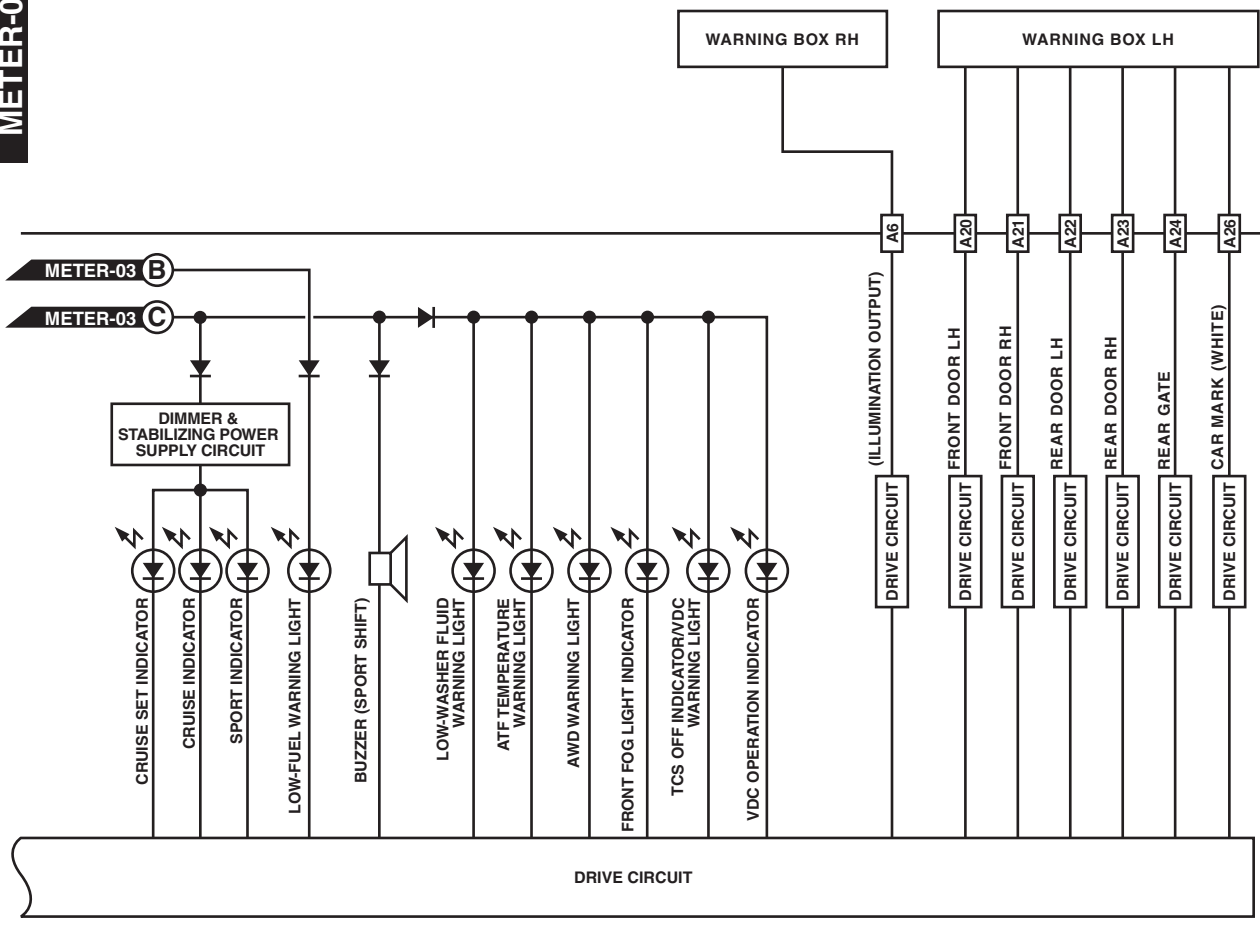 METER-0
WARNING BOX RH
WARNING BOX LH
A6
A20
A21
A22
A23
A24
A26
METER-03 B
METER-03 C
(ILLUMINATION OUTPUT)
FRONT DOOR LH
FRONT DOOR RH
REAR DOOR LH
REAR DOOR RH
REAR GATE
CAR MARK (WHITE)
DIMMER &
STABILIZING POWER
SUPPLY CIRCUIT
DRIVE CIRCUIT
DRIVE CIRCUIT
DRIVE CIRCUIT
DRIVE CIRCUIT
DRIVE CIRCUIT
DRIVE CIRCUIT
DRIVE CIRCUIT
CRUISE SET INDICATOR
CRUISE INDICATOR
SPORT INDICATOR
LOW-FUEL WARNING LIGHT
BUZZER (SPORT SHIFT)
LOW-WASHER FLUID
WARNING LIGHT
ATF TEMPERATURE
WARNING LIGHT
AWD WARNING LIGHT
FRONT FOG LIGHT INDICATOR
TCS OFF INDICATOR/VDC
WARNING LIGHT
VDC OPERATION INDICATOR
DRIVE CIRCUIT